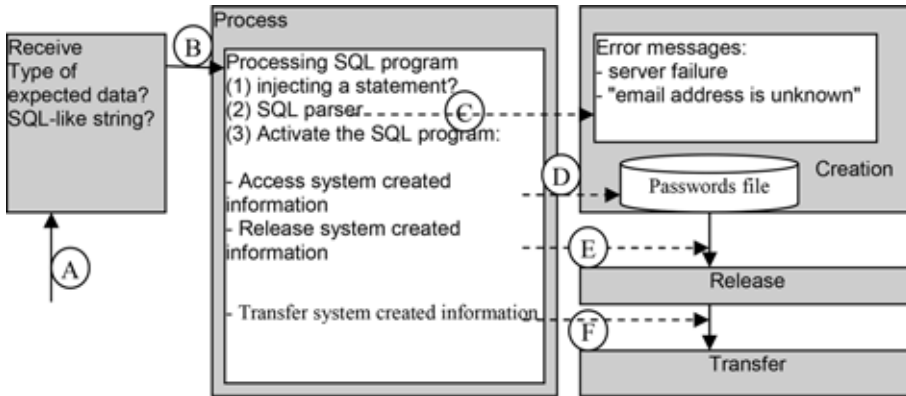 Receive
Type of
expected data?
SQL-like string?
A
B
Process
Processing SQL program
(1) injecting a statement?
(2) SQL parser
(3) Activate the SQL program:
- Access system created
information
- Release system created
information
- Transfer system created information
C
D
E
F
Error messages:
- server failure
- "email address is unknown"
Creation
Passwords file
Release
Transfer